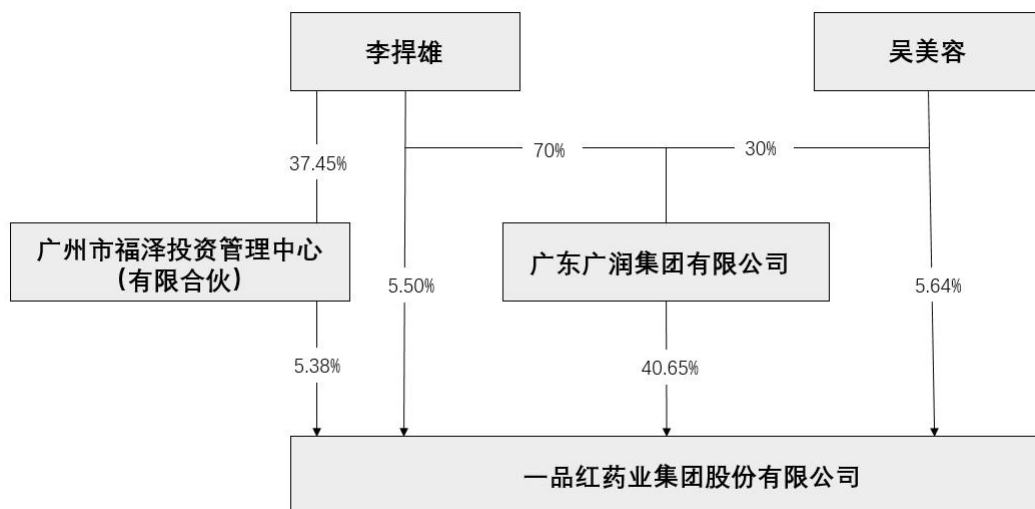 李捍雄
吴美容
70%
30%
37.45%
广州市福泽投资管理中心
（有限合伙）
广东广润集团有限公司
5.50%
5.64%
5.38%
40.65%
一品红药业集团股份有限公司